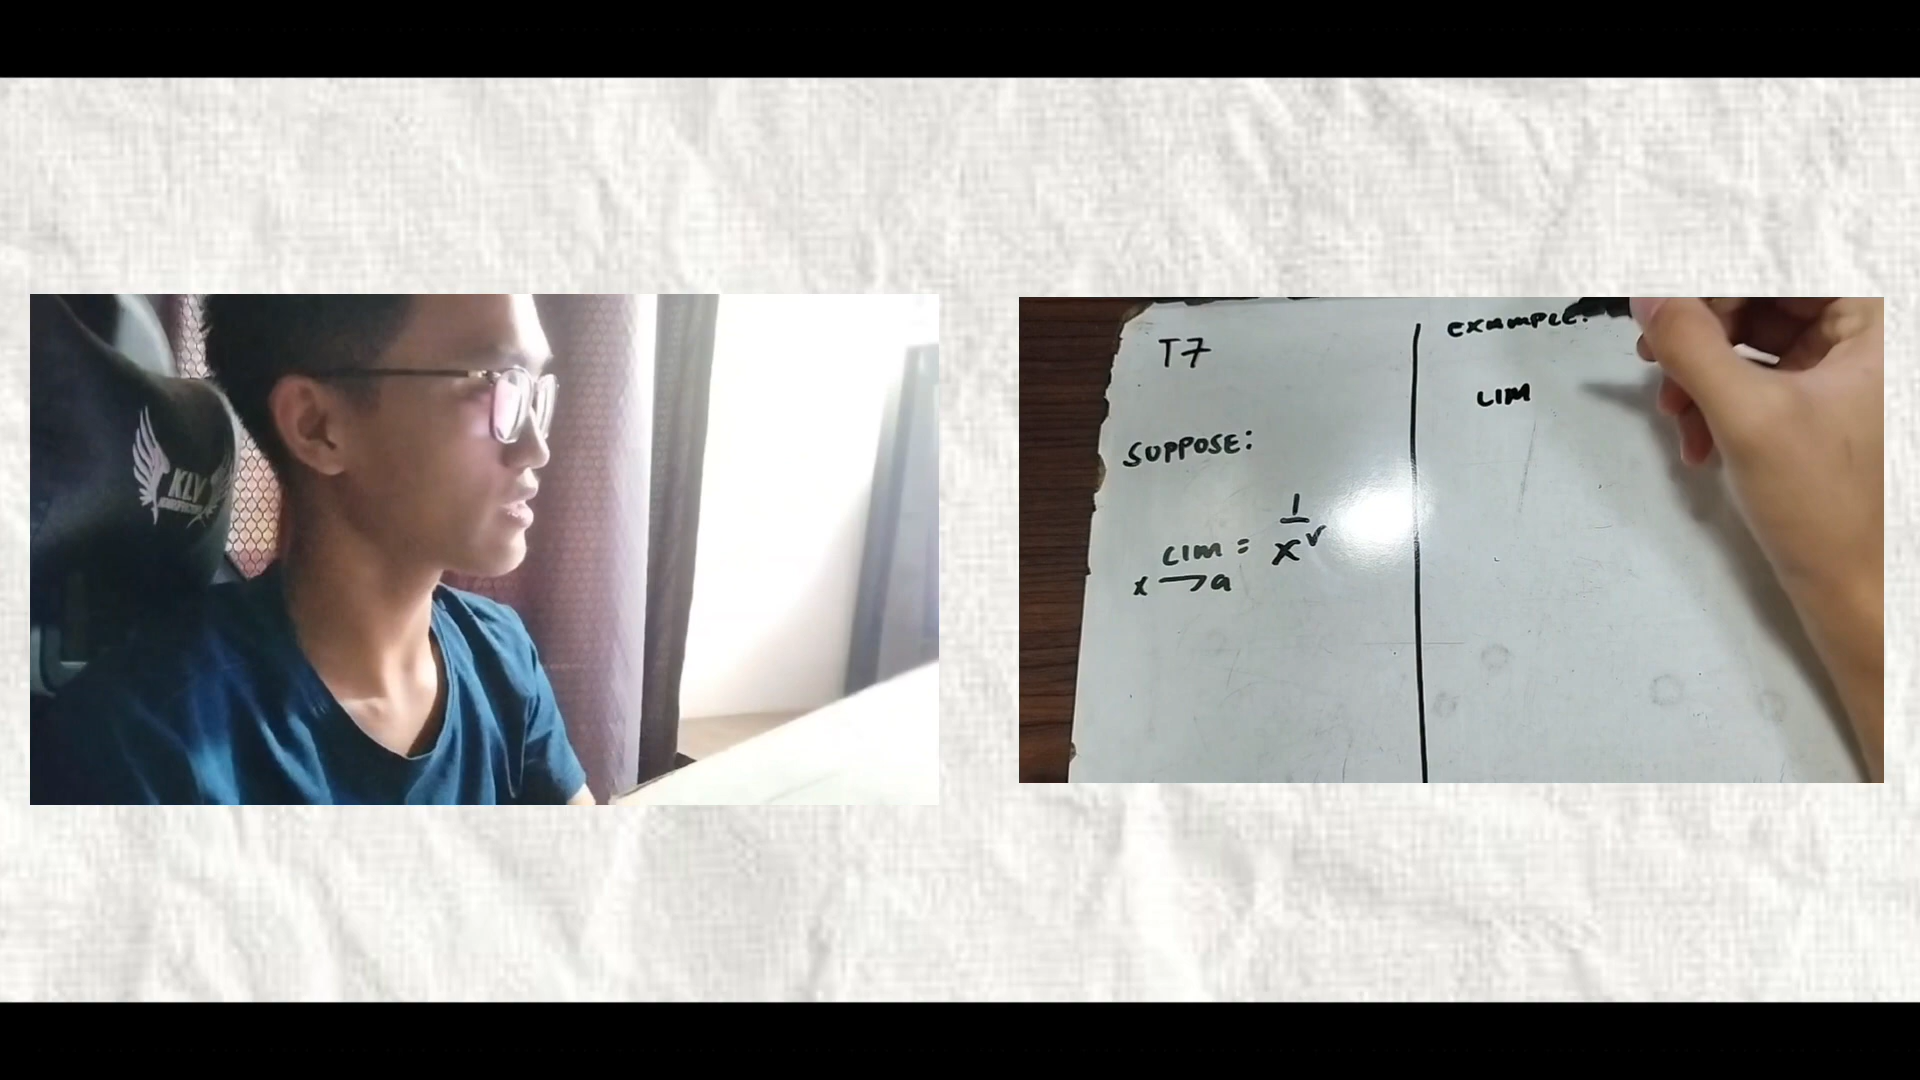 KLV
T7
SUPPOSE:
LIM = 1/x^r
x → a
EXAMPLE:
LIM